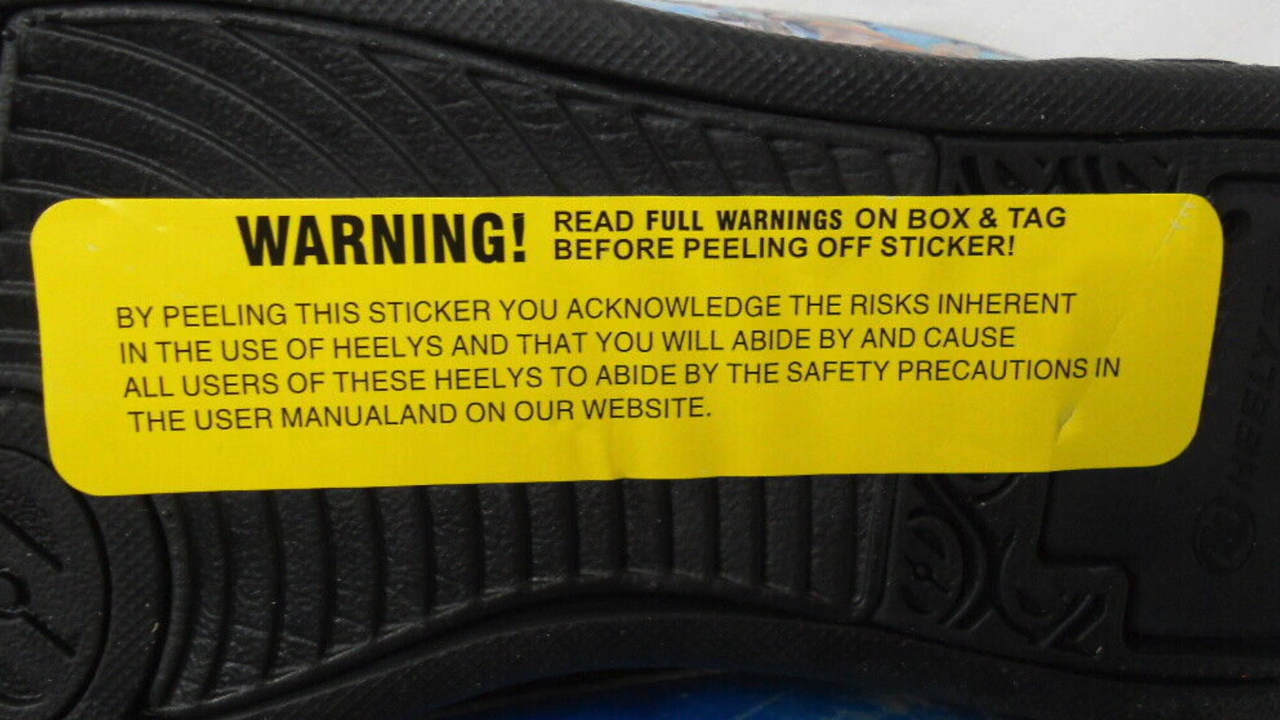 WARNING! READ FULL WARNINGS ON BOX & TAG
BEFORE PEELING OFF STICKER!
BY PEELING THIS STICKER YOU ACKNOWLEDGE THE RISKS INHERENT
IN THE USE OF HEELYS AND THAT YOU WILL ABIDE BY AND CAUSE
ALL USERS OF THESE HEELYS TO ABIDE BY THE SAFETY PRECAUTIONS IN
THE USER MANUALAND ON OUR WEBSITE.
HEELYS